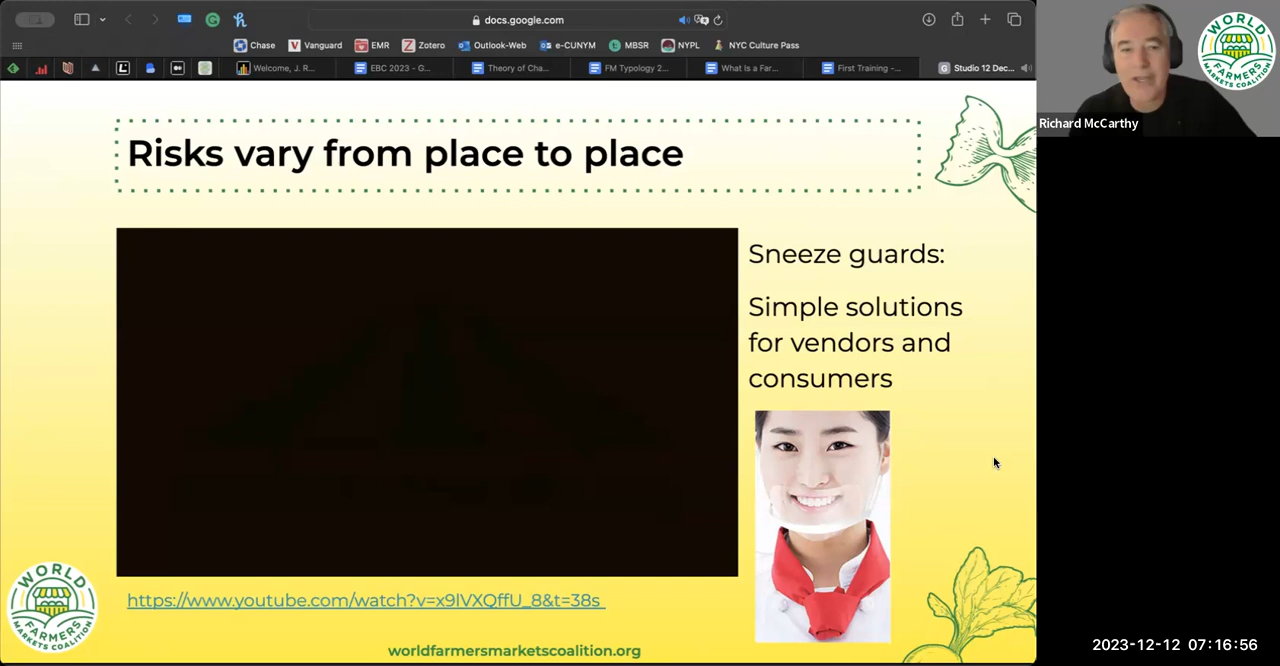 docs.google.com
Chase Vanguard EMR Zotero Outlook-Web e-CUNYM MBSR NYPL NYC Culture Pass
Welcome, J. R... EBC 2023 - G... Theory of Cha... FM Typology 2... What Is a Far... First Training -... Studio 12 Dec...
WORLD
FARMERS
MARKETS COALITION
Richard McCarthy
Risks vary from place to place
Sneeze guards:
Simple solutions
for vendors and
consumers
https://www.youtube.com/watch?v=x9lVXQffU_8&t=38s
WORLD
FARMERS
MARKETS COALITION
worldfarmersmarketscoalition.org
2023-12-12 07:16:56